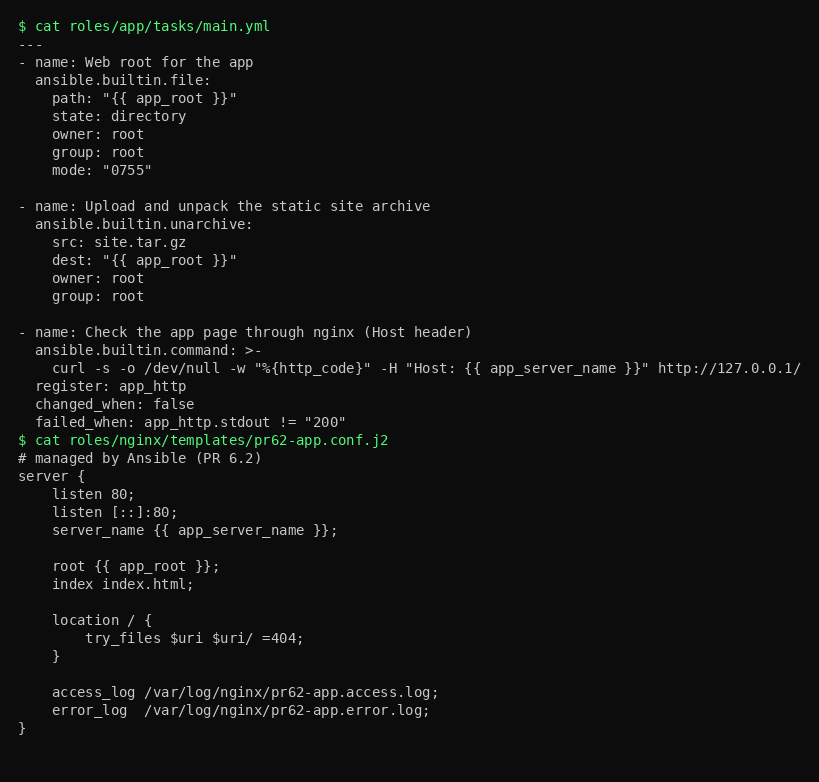 $ cat roles/app/tasks/main.yml
---
- name: Web root for the app
  ansible.builtin.file:
    path: "{{ app_root }}"
    state: directory
    owner: root
    group: root
    mode: "0755"

- name: Upload and unpack the static site archive
  ansible.builtin.unarchive:
    src: site.tar.gz
    dest: "{{ app_root }}"
    owner: root
    group: root

- name: Check the app page through nginx (Host header)
  ansible.builtin.command: >-
    curl -s -o /dev/null -w "%{http_code}" -H "Host: {{ app_server_name }}" http://127.0.0.1/
  register: app_http
  changed_when: false
  failed_when: app_http.stdout != "200"
$ cat roles/nginx/templates/pr62-app.conf.j2
# managed by Ansible (PR 6.2)
server {
    listen 80;
    listen [::]:80;
    server_name {{ app_server_name }};

    root {{ app_root }};
    index index.html;

    location / {
        try_files $uri $uri/ =404;
    }

    access_log /var/log/nginx/pr62-app.access.log;
    error_log  /var/log/nginx/pr62-app.error.log;
}